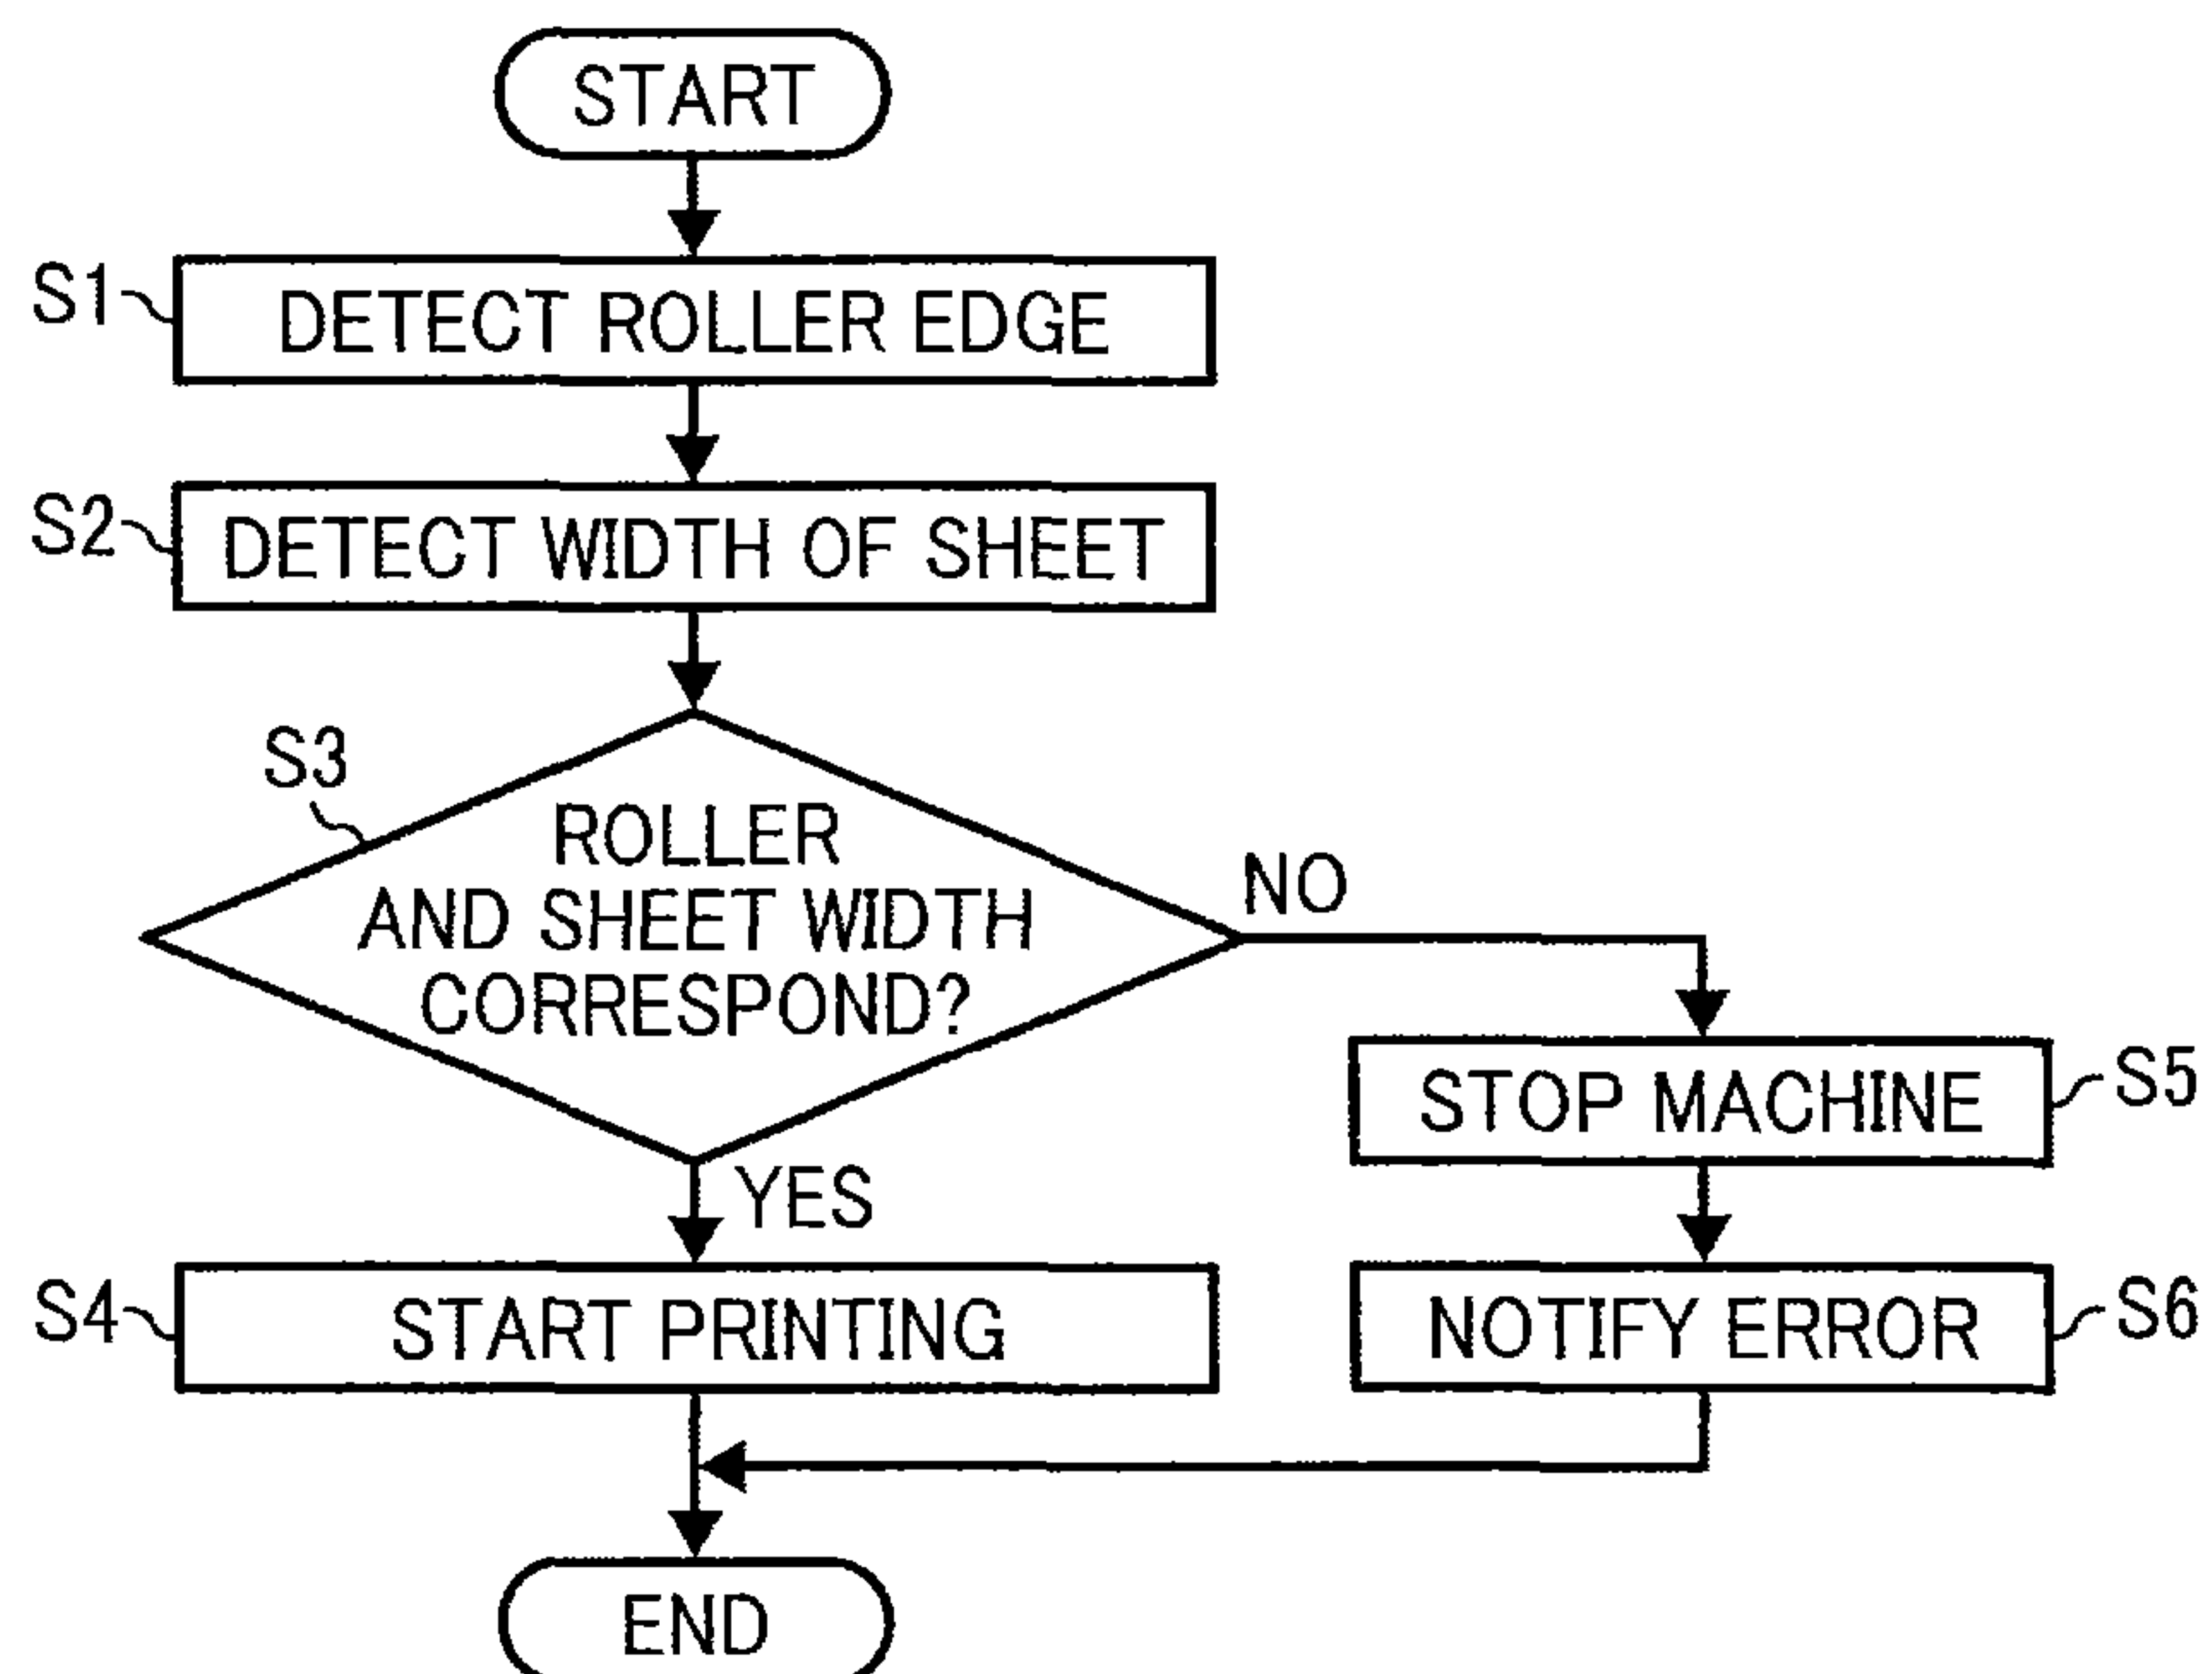 START
S1
DETECT ROLLER EDGE
S2
DETECT WIDTH OF SHEET
S3
ROLLER
AND SHEET WIDTH
CORRESPOND?
NO
YES
S4
START PRINTING
STOP MACHINE
S5
NOTIFY ERROR
S6
END